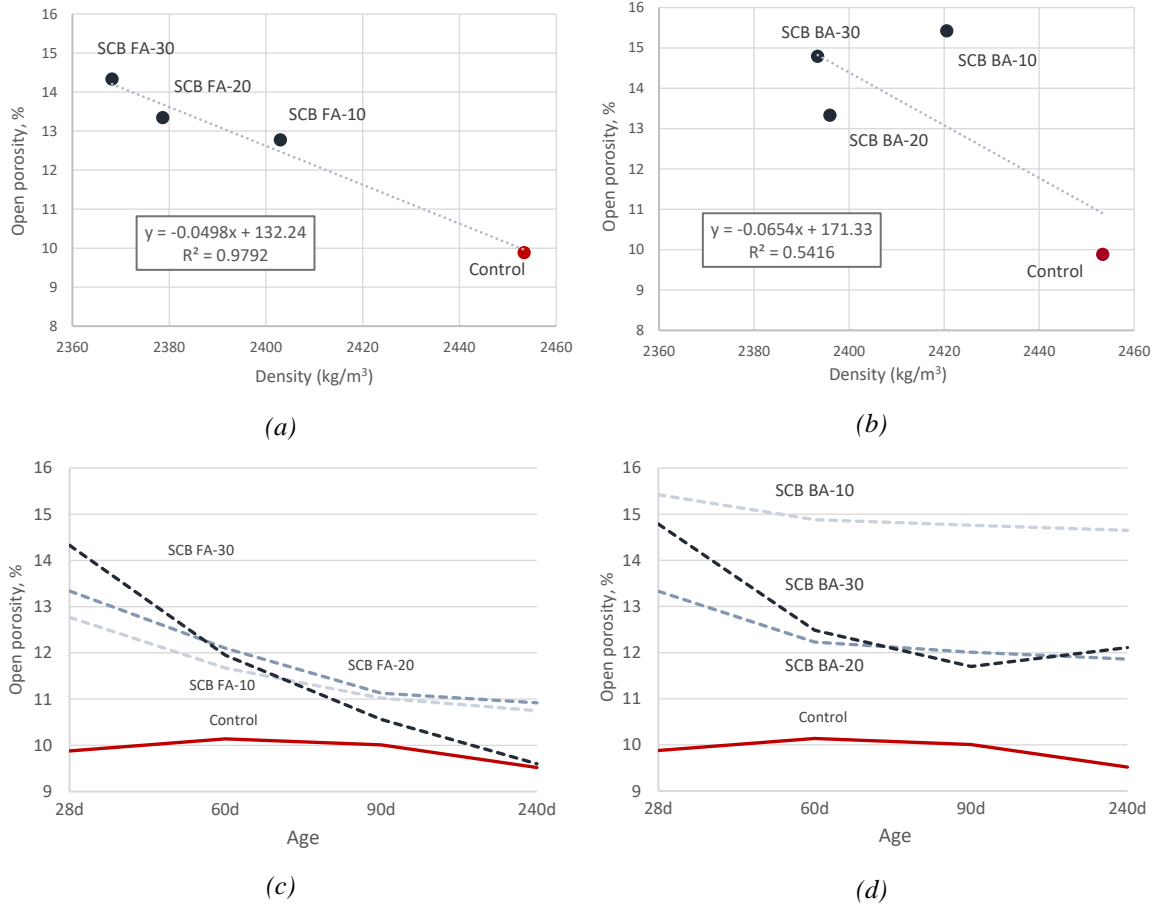 16
15
14
13
12
11
10
9
8
Open porosity, %
SCB FA-30
SCB FA-20
SCB FA-10
y = -0.0498x + 132.24
R² = 0.9792
Control
2360
2380
2400
2420
2440
2460
Density (kg/m³)
(a)
16
15
14
13
12
11
10
9
8
Open porosity, %
SCB BA-30
SCB BA-10
SCB BA-20
y = -0.0654x + 171.33
R² = 0.5416
Control
2360
2380
2400
2420
2440
2460
Density (kg/m³)
(b)
16
15
14
13
12
11
10
9
Open porosity, %
SCB FA-30
SCB FA-20
SCB FA-10
Control
28d
60d
90d
240d
Age
(c)
16
15
14
13
12
11
10
9
Open porosity, %
SCB BA-10
SCB BA-30
SCB BA-20
Control
28d
60d
90d
240d
Age
(d)